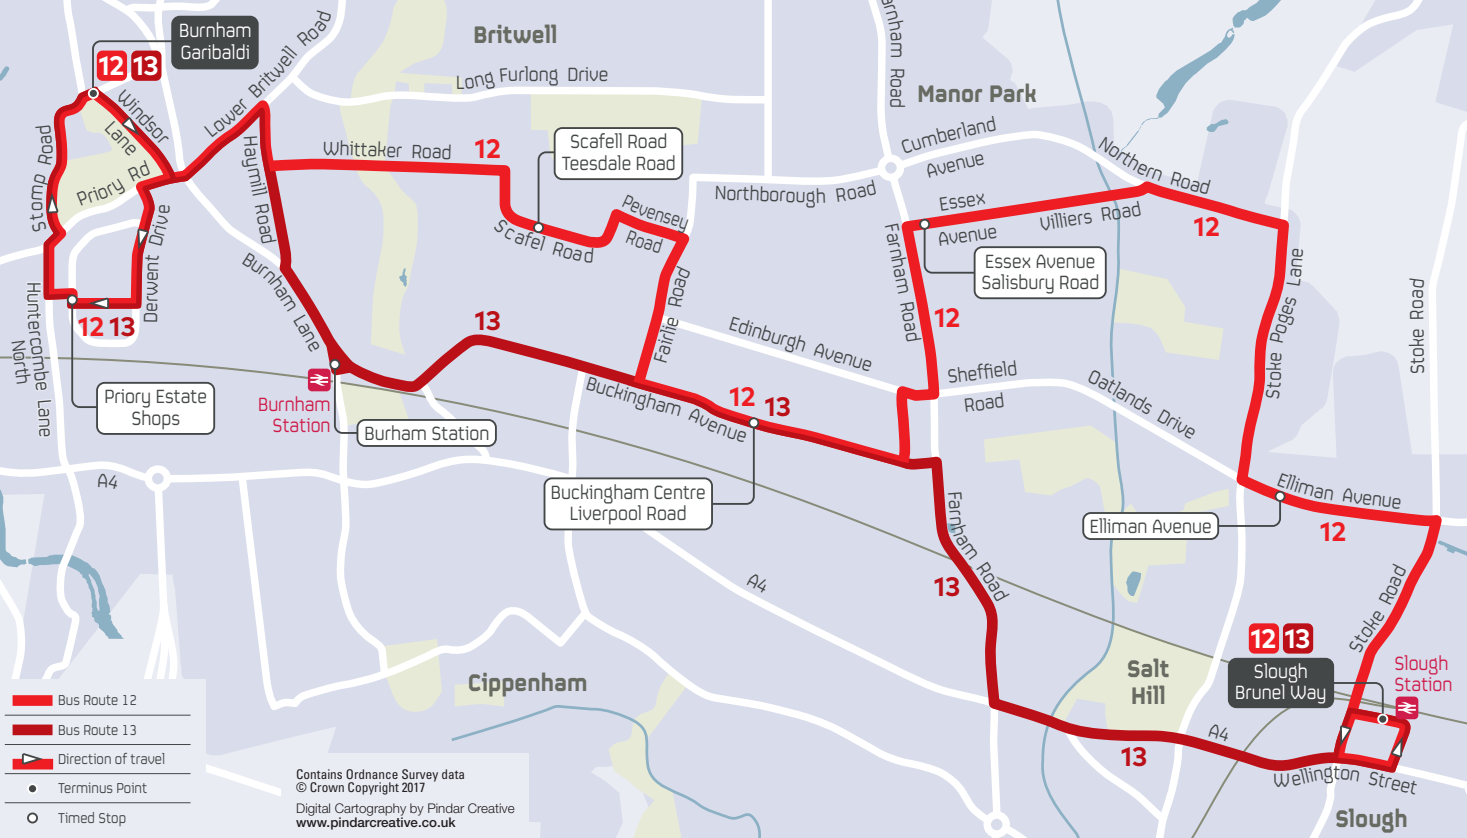 Burnham
Garibaldi
12 13
Windsor
Lane
Stomp Road
Priory Rd
Derwent Drive
12 13
Huntercombe Lane
North
Priory Estate
Shops
Lower Britwell Road
Haymill Road
Burnham Lane
Burnham
Station
Burham Station
Britwell
Long Furlong Drive
Whittaker Road
12
Scafell Road
Teesdale Road
Scafel Road
Pevensey
Road
Fairlie Road
13
Buckingham Avenue
12
13
Buckingham Centre
Liverpool Road
Northborough Road
Edinburgh Avenue
arnham Road
Manor Park
Cumberland
Avenue
Northern Road
Essex
Avenue
Villiers Road
12
Essex Avenue
Salisbury Road
Farnham Road
12
Sheffield
Road
Oatlands Drive
Stoke Poges Lane
Stoke Road
Elliman Avenue
12
Elliman Avenue
Farnham Road
13
A4
A4
Stoke Road
12 13
Slough
Brunel Way
Slough
Station
Salt
Hill
A4
13
Wellington Street
Slough
Cippenham
Bus Route 12
Bus Route 13
Direction of travel
Terminus Point
Timed Stop
Contains Ordnance Survey data
© Crown Copyright 2017
Digital Cartography by Pindar Creative
www.pindarcreative.co.uk